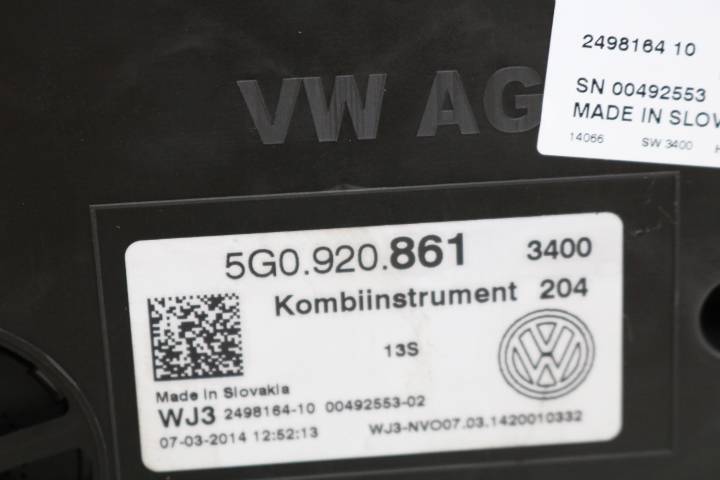 VW AG
2498164 10
SN 00492553
MADE IN
14066 SW 3400
5G0.920.861 3400
Kombiinstrument 204
13S
Made in Slovakia
WJ3 2498164-10 00492553-02
07-03-2014 12:52:13 WJ3-NVO07.03.1420010332